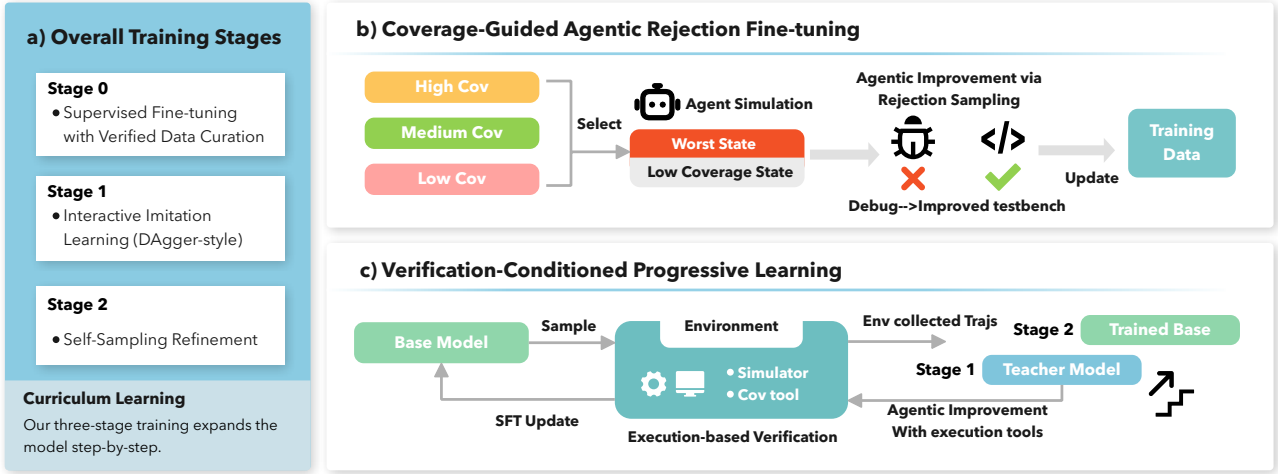 a) Overall Training Stages
Stage 0
• Supervised Fine-tuning
with Verified Data Curation
Stage 1
• Interactive Imitation
Learning (DAgger-style)
Stage 2
• Self-Sampling Refinement
Curriculum Learning
Our three-stage training expands the
model step-by-step.
b) Coverage-Guided Agentic Rejection Fine-tuning
High Cov
Medium Cov
Low Cov
Select
Agent Simulation
Worst State
Low Coverage State
Agentic Improvement via
Rejection Sampling
</>
Debug-->Improved testbench
Update
Training
Data
c) Verification-Conditioned Progressive Learning
Base Model
Sample
SFT Update
Environment
• Simulator
• Cov tool
Execution-based Verification
Env collected Trajs
Stage 2
Trained Base
Stage 1
Teacher Model
Agentic Improvement
With execution tools